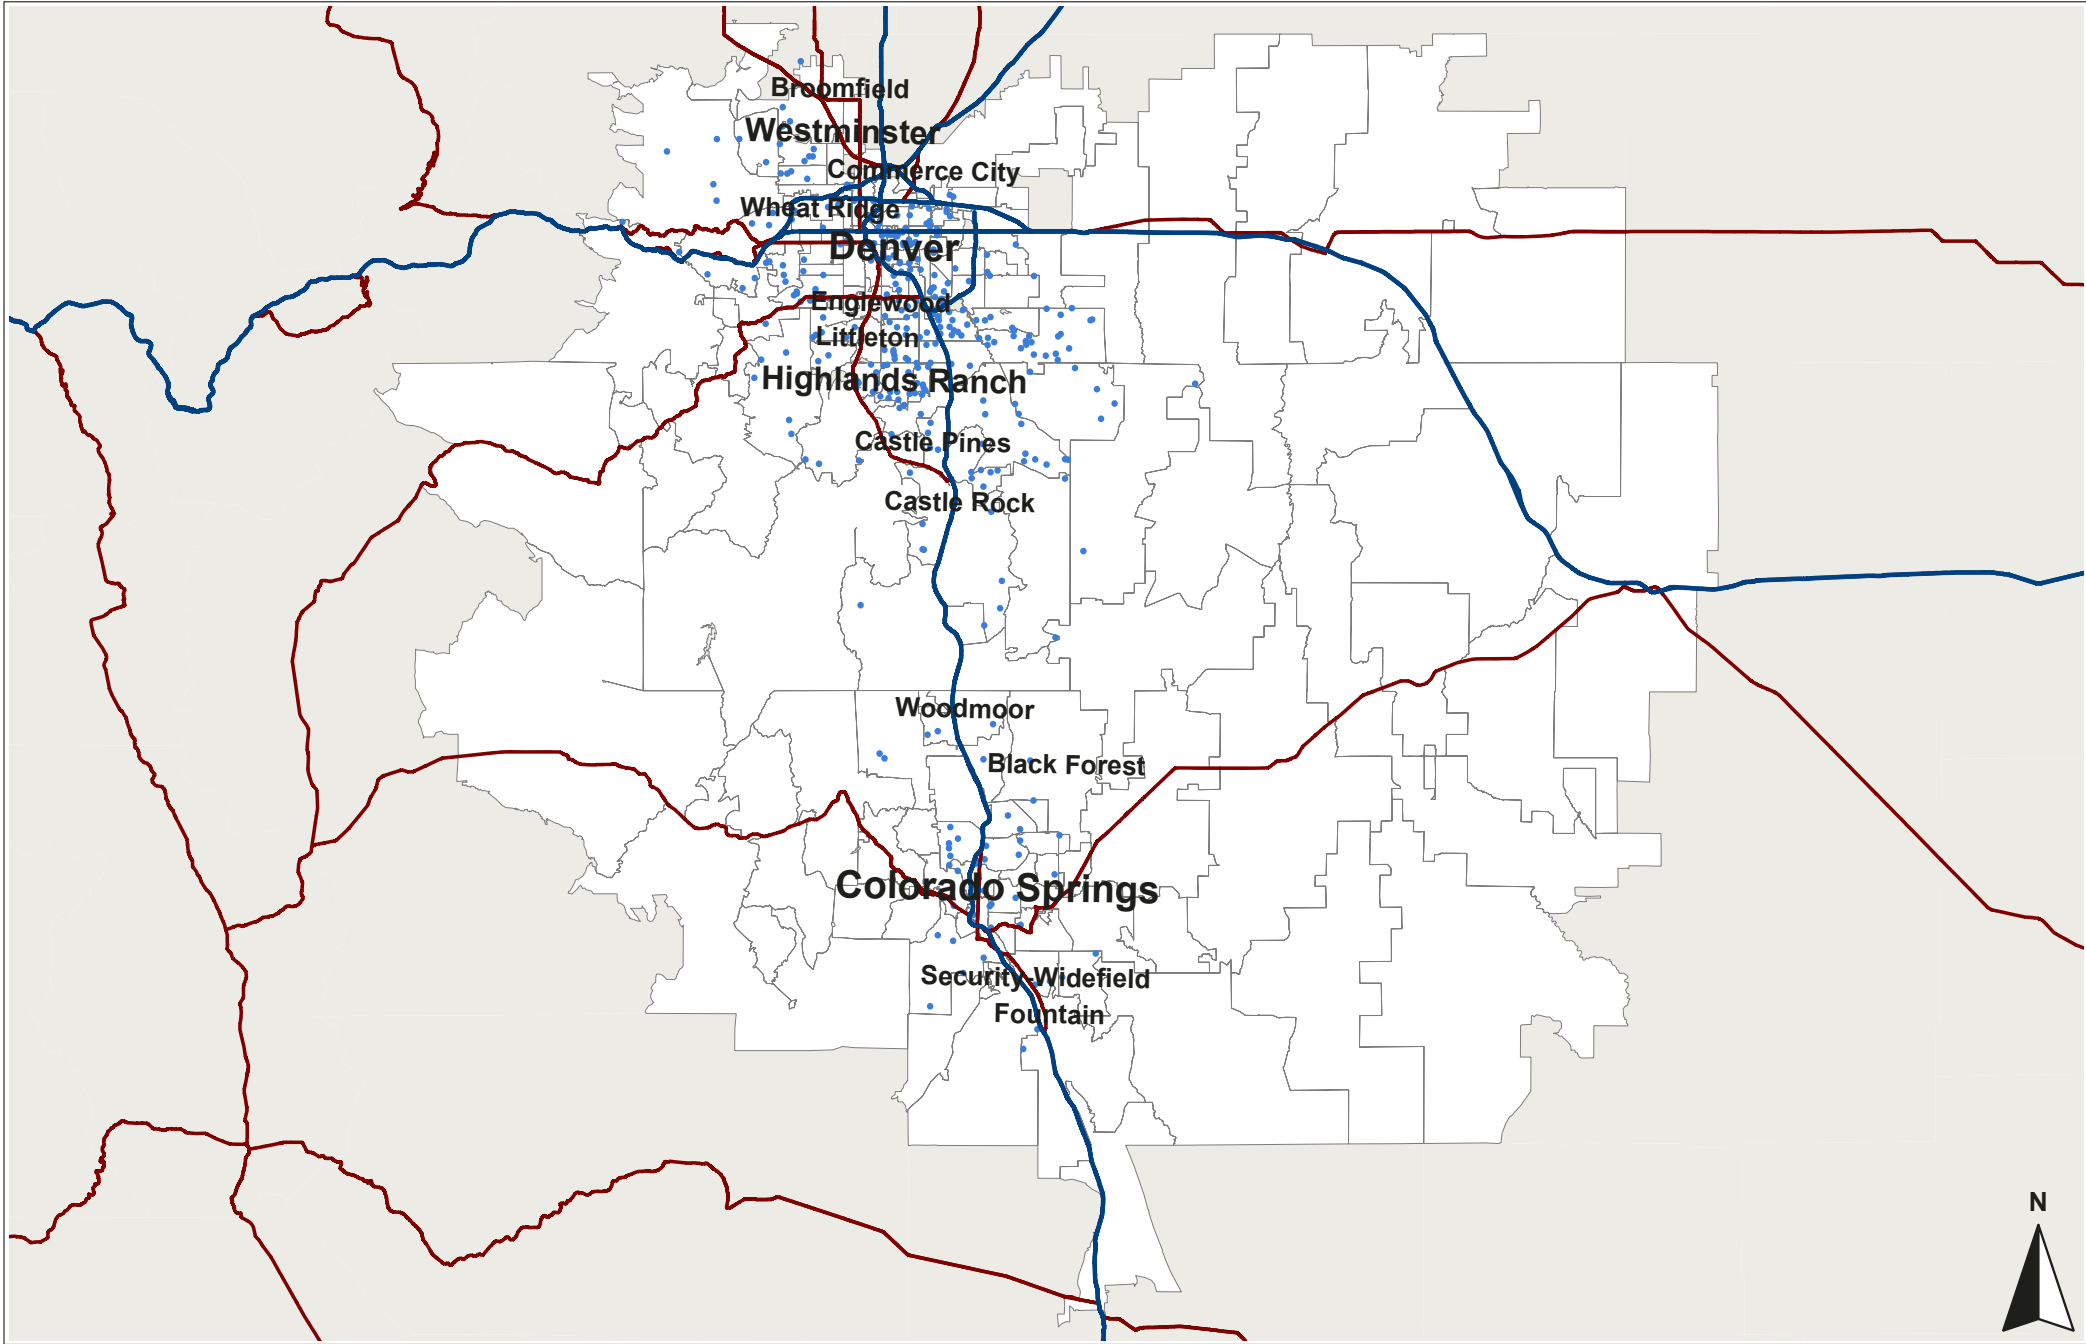 Broomfield
Westminster
Commerce City
Wheat Ridge
Denver
Englewood
Littleton
Highlands Ranch
Castle Pines
Castle Rock
Woodmoor
Black Forest
Colorado Springs
Security-Widefield
Fountain
N